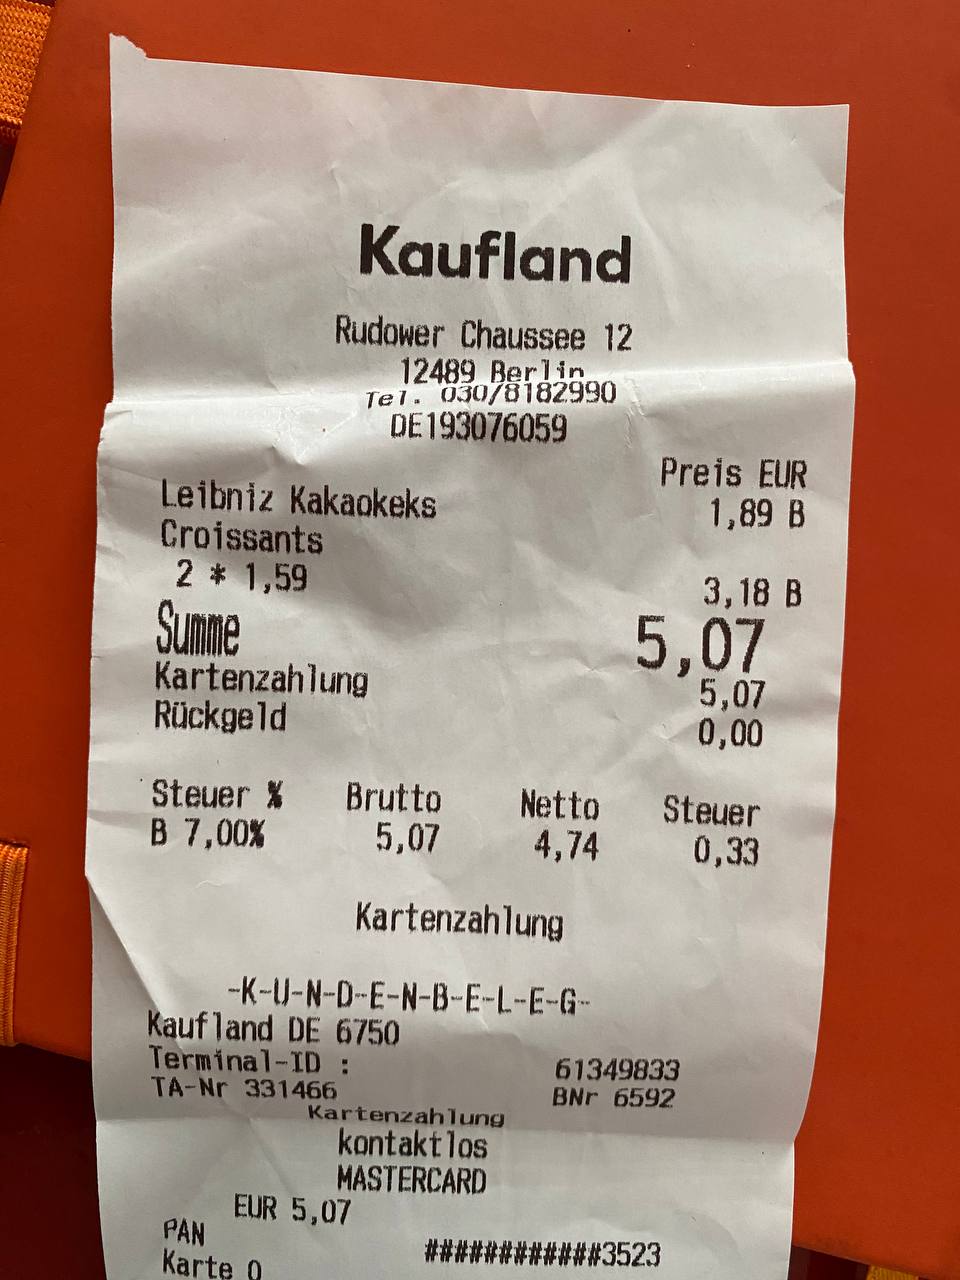 Kaufland
Rudower Chaussee 12
12489 Berlin
Tel. 030/8182990
DE193076059
Preis EUR
Leibniz Kakaokeks 1,89 B
Croissants
2 * 1,59 3,18 B
Summe 5,07
Kartenzahlung 5,07
Rückgeld 0,00
Steuer % Brutto Netto Steuer
B 7,00% 5,07 4,74 0,33
Kartenzahlung
-K-U-N-D-E-N-B-E-L-E-G-
Kaufland DE 6750
Terminal-ID : 61349833
TA-Nr 331466 BNr 6592
Kartenzahlung
kontaktlos
MASTERCARD
EUR 5,07
PAN ############3523
Karte 0